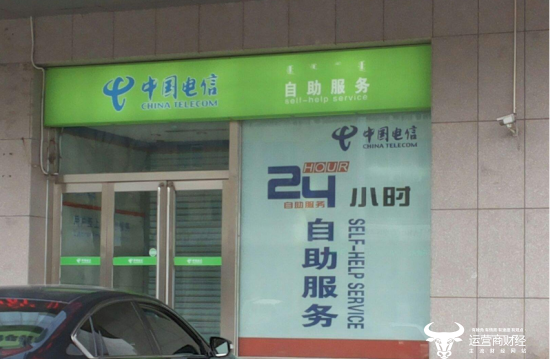 中国电信
CHINA TELECOM
自助服务
self-help service
中国电信
CHINA TELECOM
HOUR
24小时
自助服务
自助服务
SELF-HELP SERVICE
运营商财经